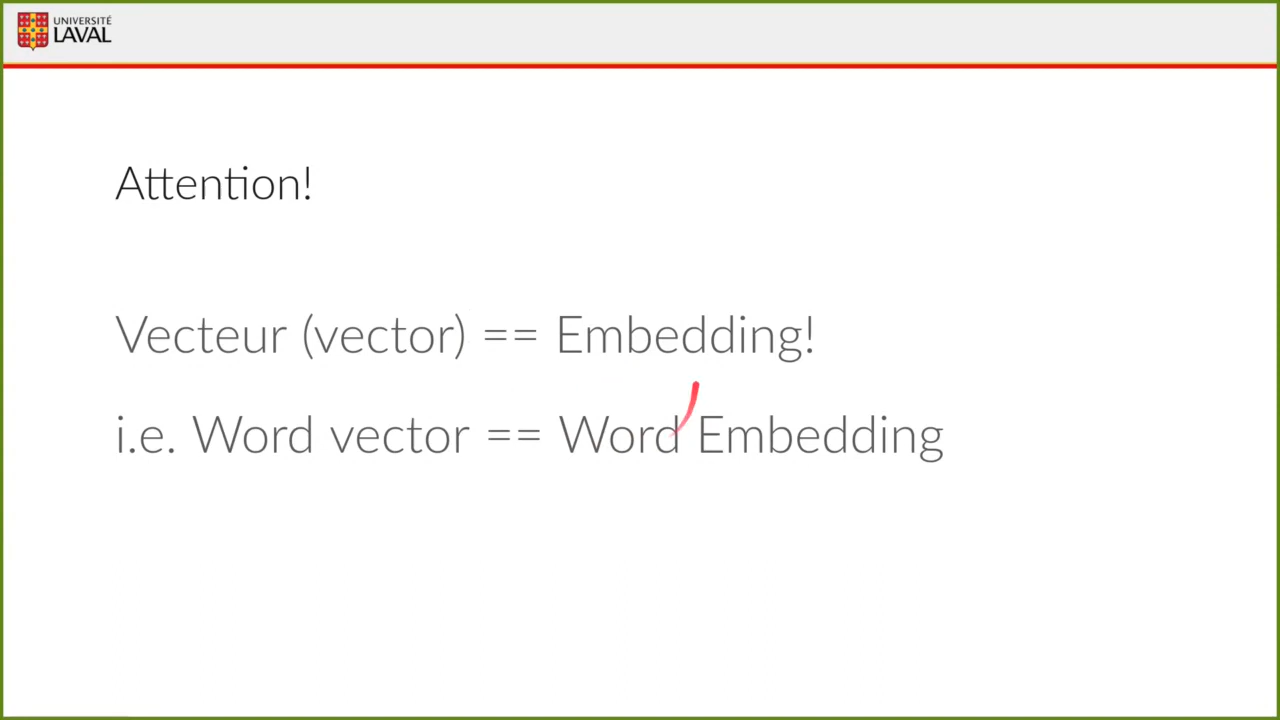 UNIVERSITÉ
LAVAL
Attention!
Vecteur (vector) == Embedding!
i.e. Word vector == Word Embedding